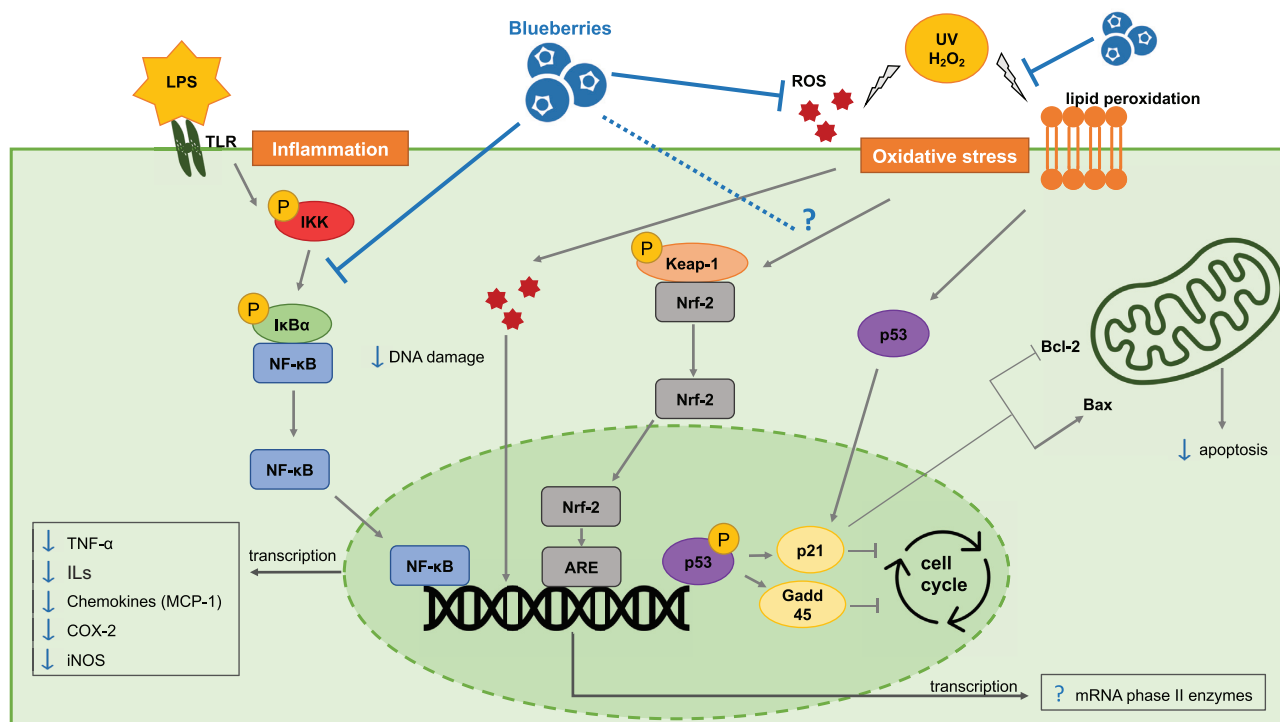 Blueberries
UV
H₂O₂
LPS
ROS
lipid peroxidation
TLR
Inflammation
Oxidative stress
P
IKK
?
P
Keap-1
Nrf-2
P
IκBα
NF-κB
↓ DNA damage
p53
Bcl-2
Nrf-2
Bax
↓ apoptosis
NF-κB
Nrf-2
ARE
NF-κB
p53
P
p21
Gadd
45
cell
cycle
transcription
↓ TNF-α
↓ ILs
↓ Chemokines (MCP-1)
↓ COX-2
↓ iNOS
transcription
? mRNA phase II enzymes